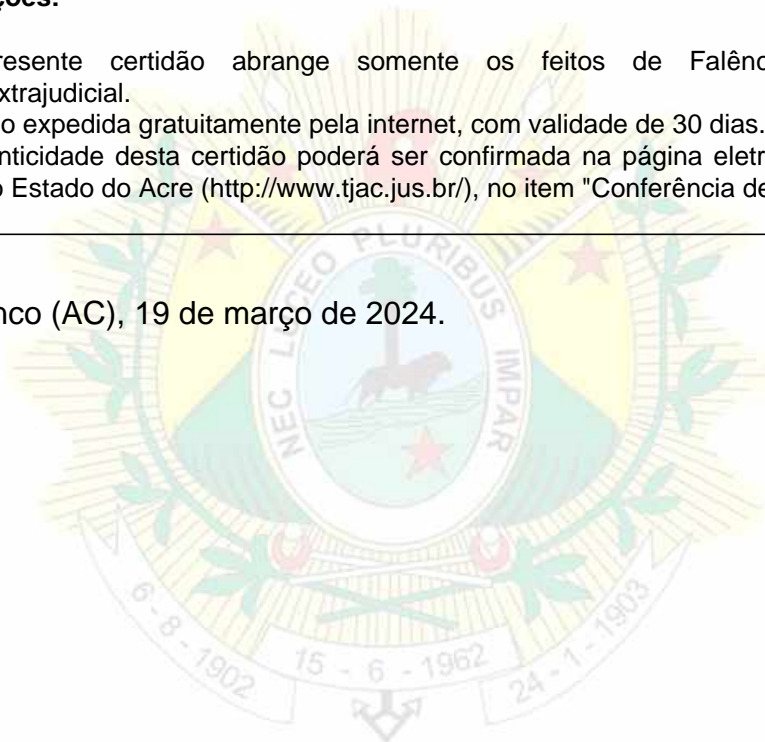 ções:
resente certidão abrange somente os feitos de Falênc
xtrajudicial.
o expedida gratuitamente pela internet, com validade de 30 dias.
nticidade desta certidão poderá ser confirmada na página eletr
o Estado do Acre (http://www.tjac.jus.br/), no item "Conferência de
nco (AC), 19 de março de 2024.
NEC LUCEO PLURIBUS IMPAR
6 - 8 - 1902
15 - 6 - 1962
24 - 1 - 1903